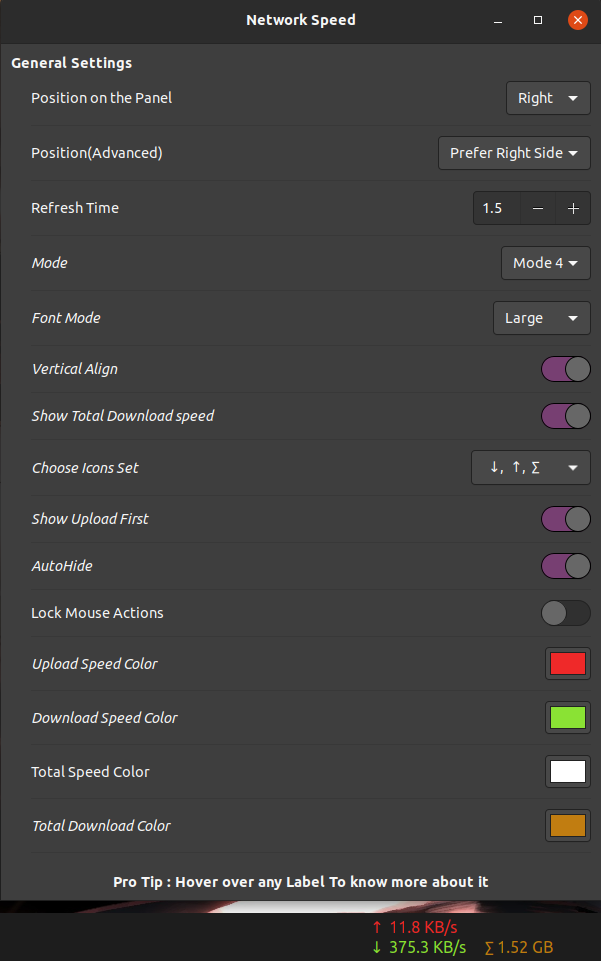 Network Speed
General Settings
Position on the Panel Right
Position(Advanced) Prefer Right Side
Refresh Time 1.5 − +
Mode Mode 4
Font Mode Large
Vertical Align
Show Total Download speed
Choose Icons Set ↓, ↑, ∑
Show Upload First
AutoHide
Lock Mouse Actions
Upload Speed Color
Download Speed Color
Total Speed Color
Total Download Color
Pro Tip : Hover over any Label To know more about it
↑ 11.8 KB/s
↓ 375.3 KB/s ∑ 1.52 GB